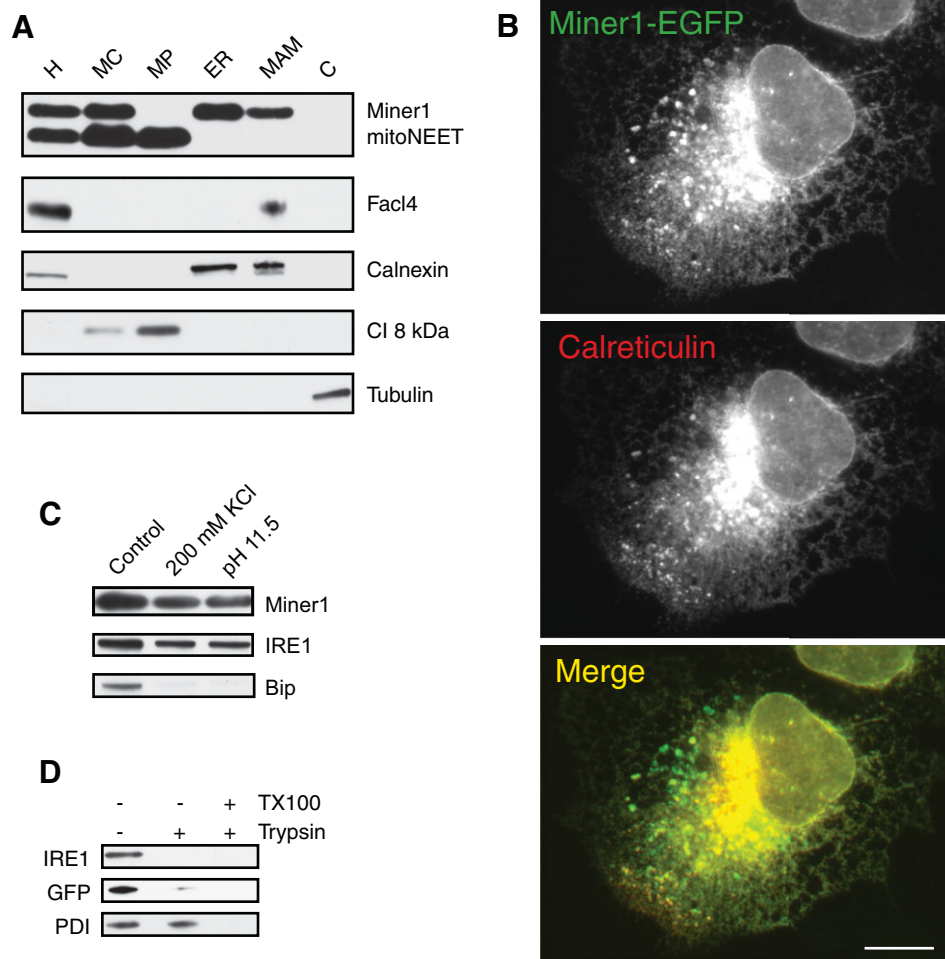 A
H MC MP ER MAM C
Miner1
mitoNEET
Facl4
Calnexin
CI 8 kDa
Tubulin
B
Miner1-EGFP
Calreticulin
Merge
C
Control 200 mM KCl pH 11.5
Miner1
IRE1
Bip
D
- - + TX100
- + + Trypsin
IRE1
GFP
PDI